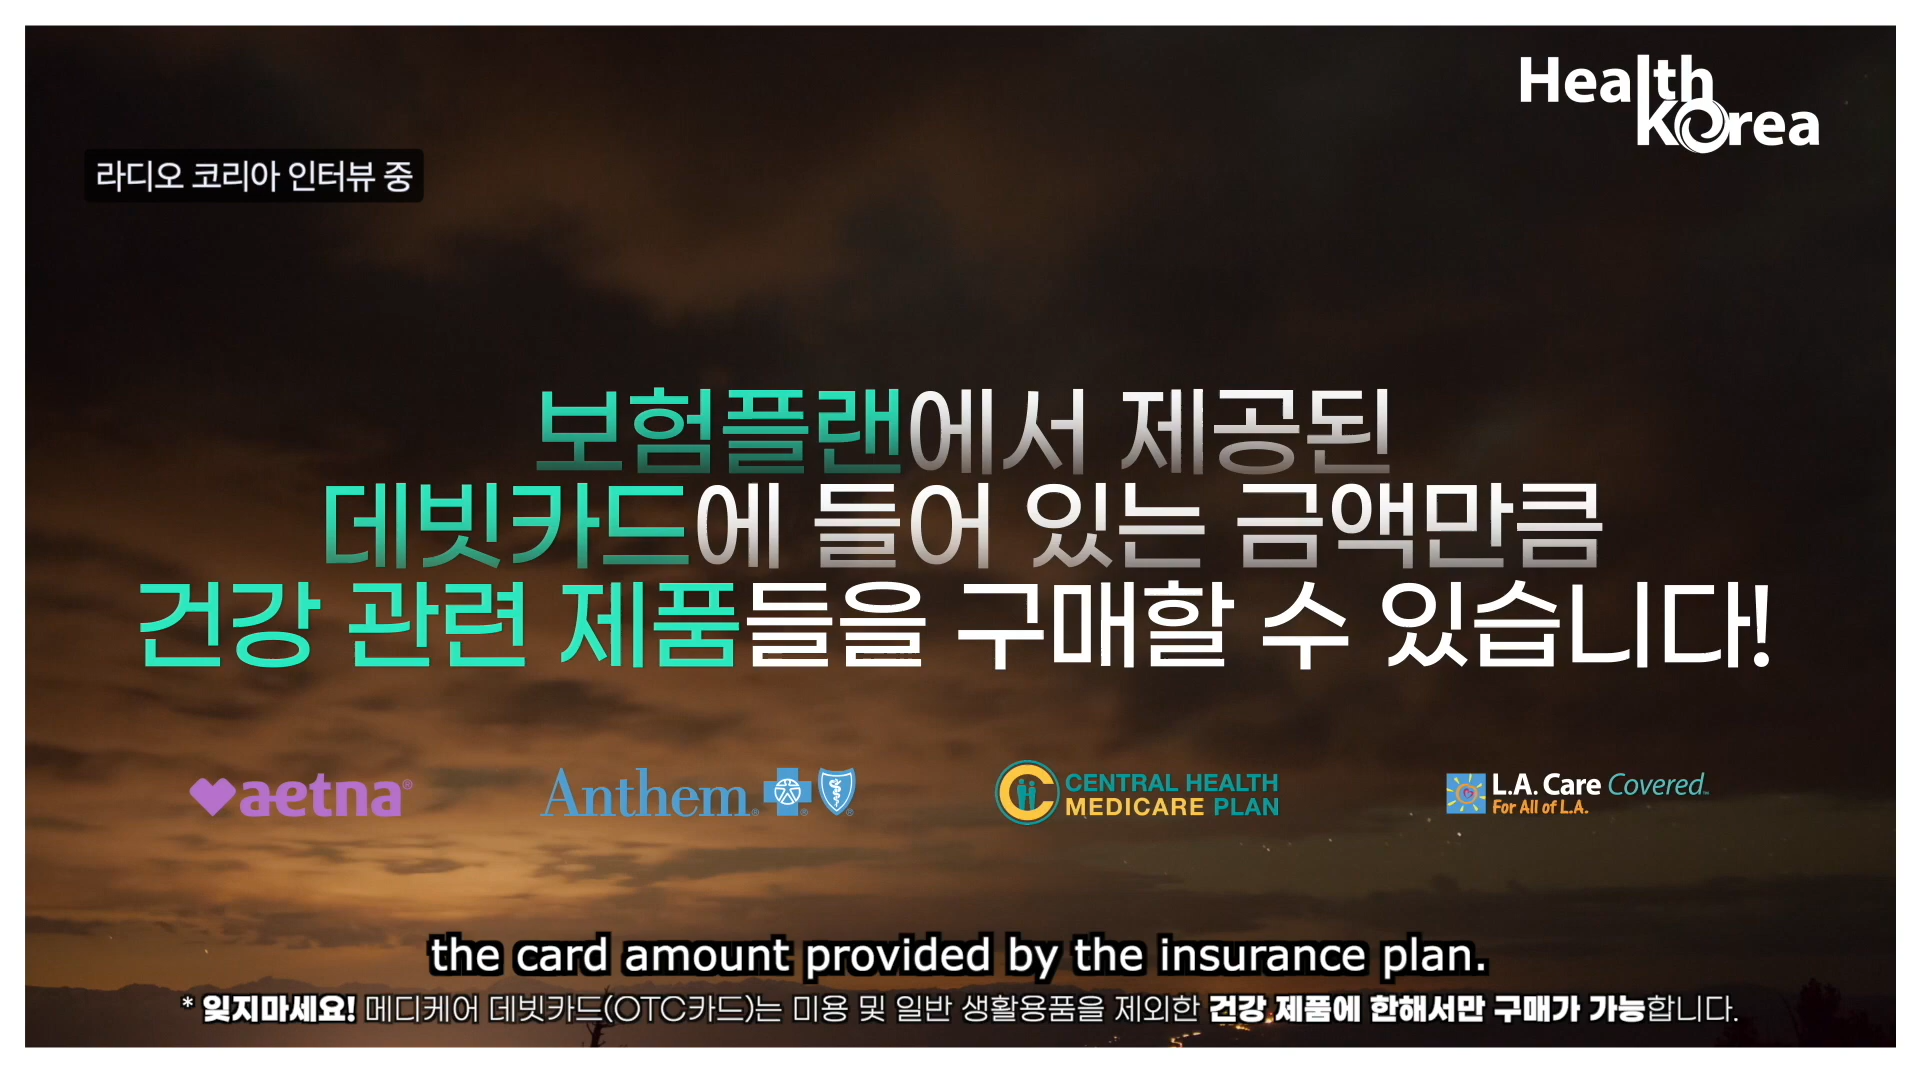 Health
Korea
라디오 코리아 인터뷰 중
보험플랜에서 제공된
데빗카드에 들어 있는 금액만큼
건강 관련 제품들을 구매할 수 있습니다!
aetna®
Anthem®
CENTRAL HEALTH
MEDICARE PLAN
L.A. Care Covered™
For All of L.A.
the card amount provided by the insurance plan.
* 잊지마세요! 메디케어 데빗카드(OTC카드)는 미용 및 일반 생활용품을 제외한 건강 제품에 한해서만 구매가 가능합니다.